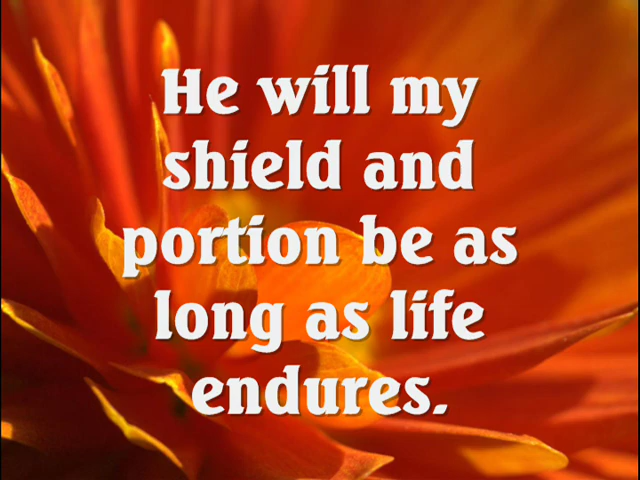 He will my
shield and
portion be as
long as life
endures.